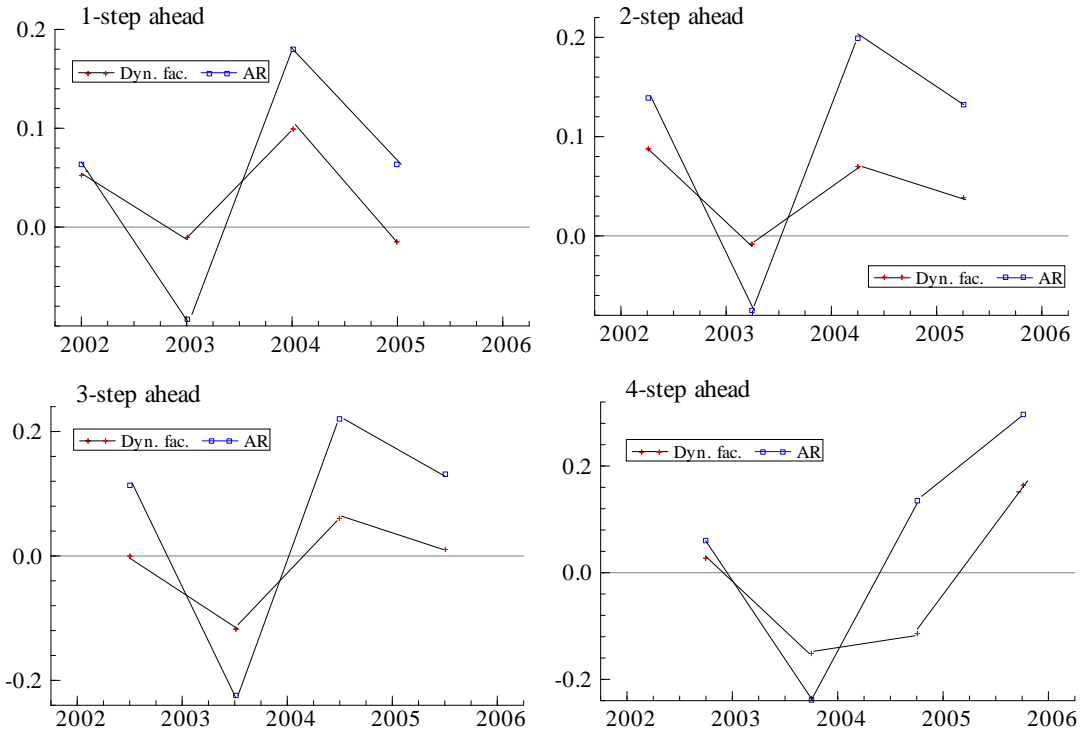 1-step ahead
0.2
Dyn. fac. AR
0.1
0.0
2002 2003 2004 2005 2006
2-step ahead
0.2
0.1
0.0
Dyn. fac. AR
2002 2003 2004 2005 2006
3-step ahead
0.2
Dyn. fac. AR
0.0
-0.2
2002 2003 2004 2005 2006
4-step ahead
Dyn. fac. AR
0.2
0.0
-0.2
2002 2003 2004 2005 2006